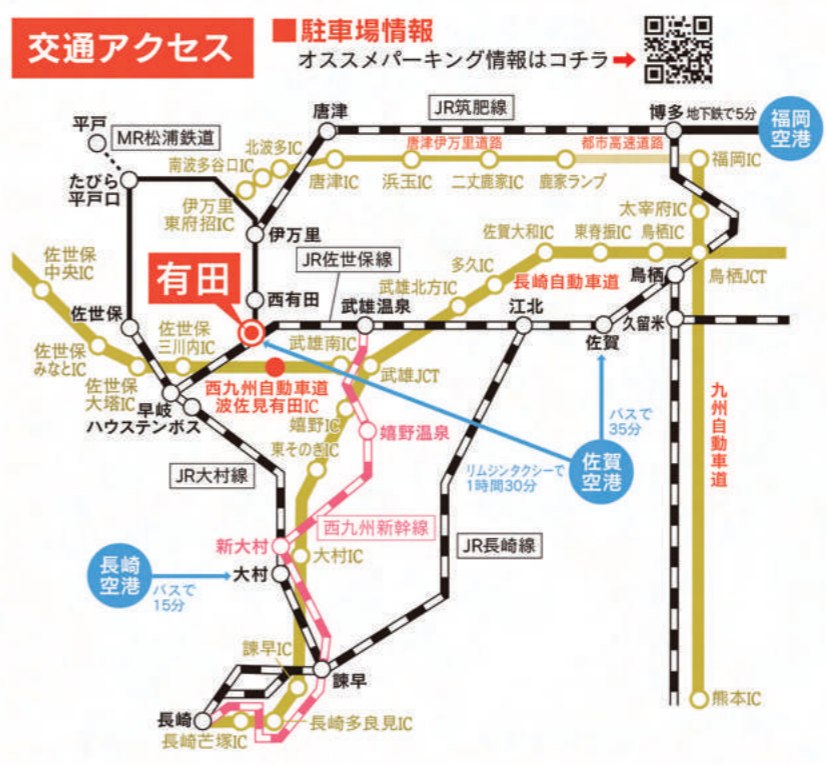 交通アクセス
■駐車場情報
オススメパーキング情報はコチラ➡
JR筑肥線
唐津
博多
地下鉄で5分
福岡
空港
平戸
MR松浦鉄道
北波多IC
南波多谷口IC
唐津伊万里道路
都市高速道路
唐津IC
浜玉IC
二丈鹿家IC
鹿家ランプ
福岡IC
たびら
平戸口
伊万里
東府招IC
伊万里
太宰府IC
佐賀大和IC
東脊振IC
鳥栖IC
佐世保
中央IC
JR佐世保線
多久IC
長崎自動車道
鳥栖
鳥栖JCT
有田
西有田
武雄北方IC
武雄温泉
江北
佐賀
久留米
佐世保
佐世保
三川内IC
武雄南IC
佐世保
みなとIC
武雄JCT
佐世保
大塔IC
西九州自動車道
波佐見有田IC
早岐
ハウステンボス
嬉野IC
嬉野温泉
バスで
35分
九州自動車道
東そのぎIC
JR大村線
リムジンタクシーで
1時間30分
佐賀
空港
西九州新幹線
新大村
大村IC
JR長崎線
長崎
空港
大村
バスで
15分
諫早IC
諫早
長崎
長崎多良見IC
長崎芒塚IC
熊本IC